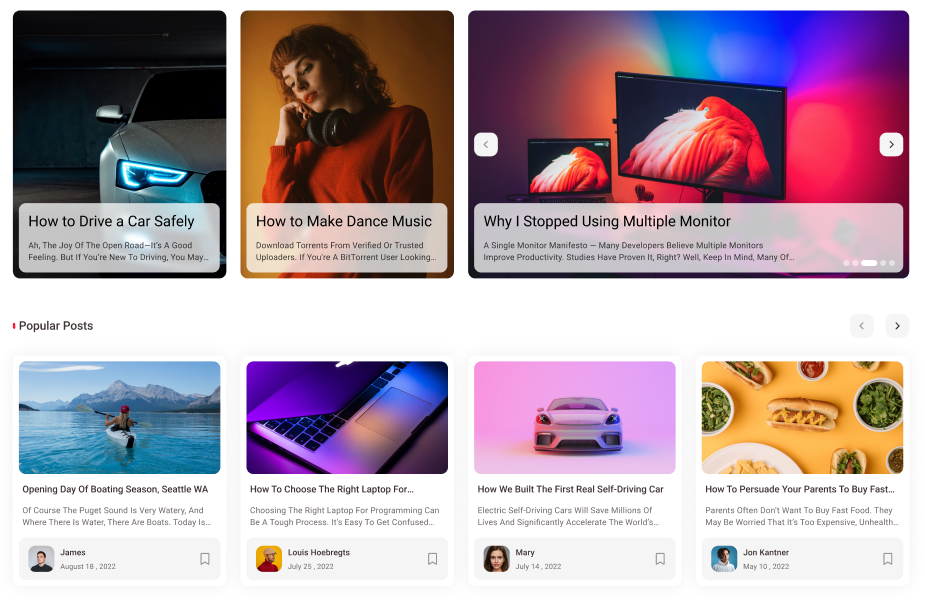 How to Drive a Car Safely
Ah, The Joy Of The Open Road—It's A Good
Feeling. But If You're New To Driving, You May...
How to Make Dance Music
Download Torrents From Verified Or Trusted
Uploaders. If You're A BitTorrent User Looking...
Why I Stopped Using Multiple Monitor
A Single Monitor Manifesto — Many Developers Believe Multiple Monitors
Improve Productivity. Studies Have Proven It, Right? Well, Keep In Mind, Many Of...
Popular Posts
Opening Day Of Boating Season, Seattle WA
Of Course The Puget Sound Is Very Watery, And
Where There Is Water, There Are Boats. Today Is...
James
August 18 , 2022
How To Choose The Right Laptop For...
Choosing The Right Laptop For Programming Can
Be A Tough Process. It's Easy To Get Confused...
Louis Hoebregts
July 25 , 2022
How We Built The First Real Self-Driving Car
Electric Self-Driving Cars Will Save Millions Of
Lives And Significantly Accelerate The World's...
Mary
July 14 , 2022
How To Persuade Your Parents To Buy Fast...
Parents Often Don't Want To Buy Fast Food. They
May Be Worried That It's Too Expensive, Unhealth...
Jon Kantner
May 10 , 2022